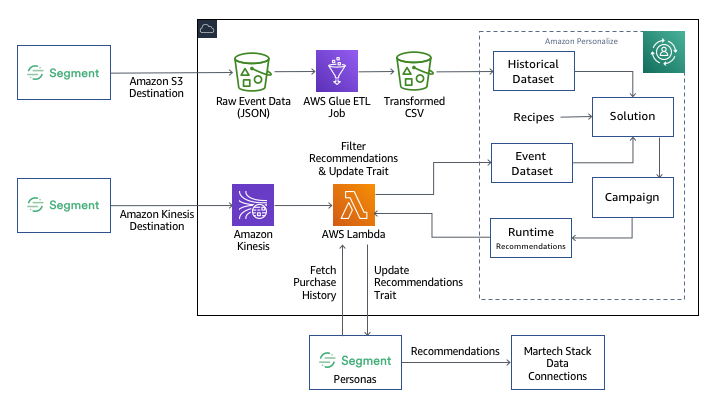 Amazon Personalize
Segment
Amazon S3
Destination
Raw Event Data
(JSON)
AWS Glue ETL
Job
Transformed
CSV
Historical
Dataset
Recipes
Solution
Filter
Recommendations
& Update Trait
Event
Dataset
Segment
Amazon Kinesis
Destination
Amazon
Kinesis
AWS Lambda
Campaign
Runtime
Recommendations
Fetch
Purchase
History
Update
Recommendations
Trait
Segment
Personas
Recommendations
Martech Stack
Data
Connections